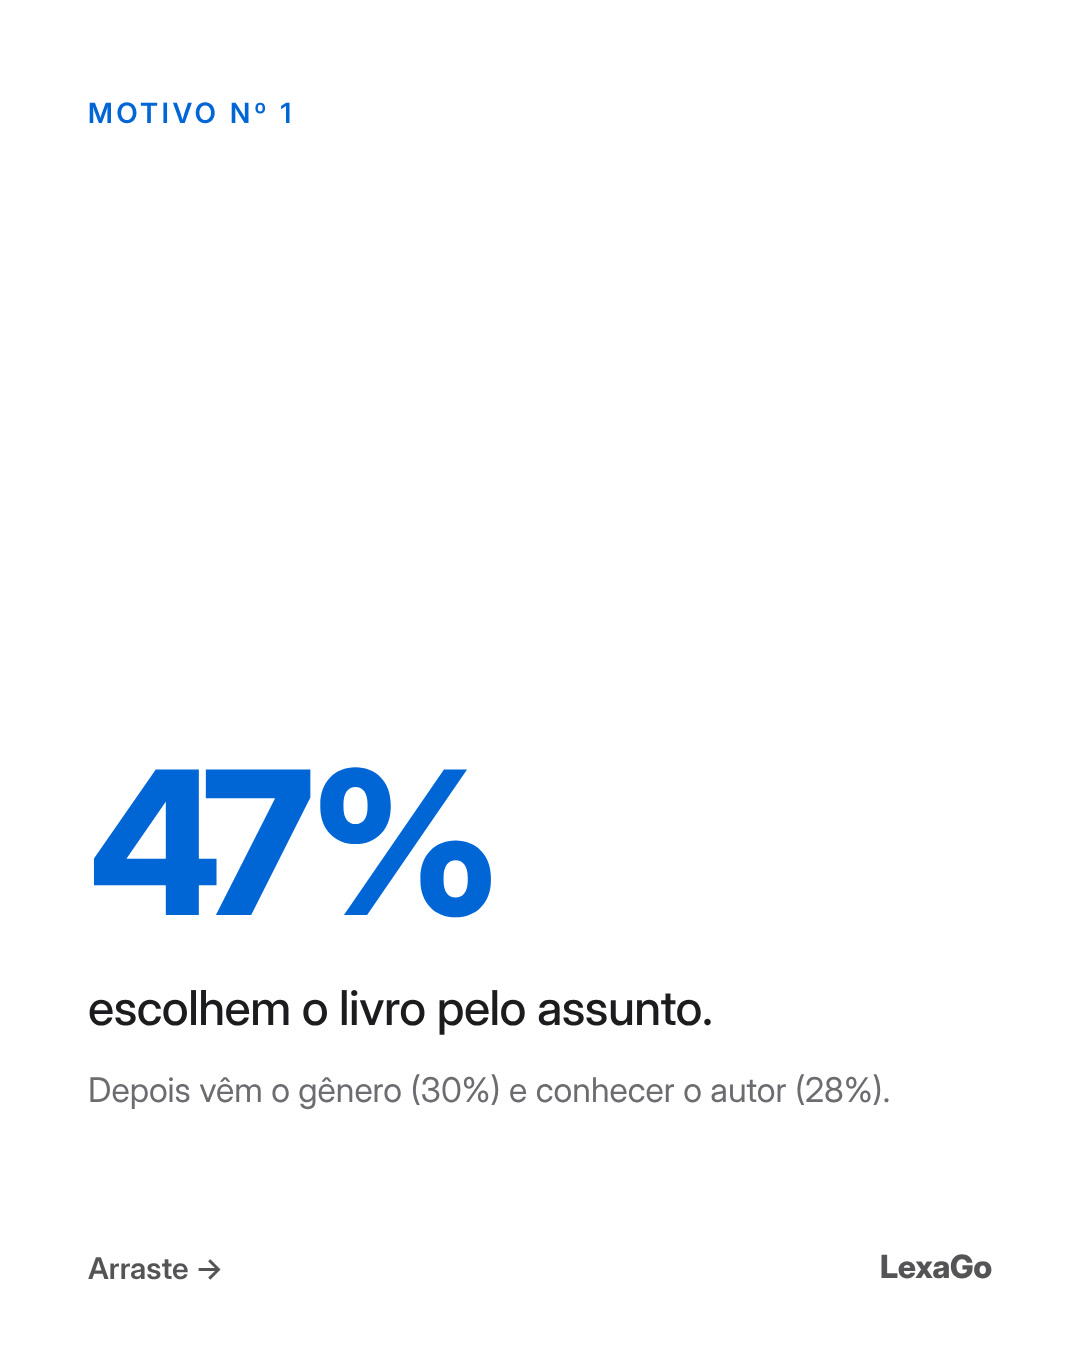 MOTIVO Nº 1
47%
escolhem o livro pelo assunto.
Depois vêm o gênero (30%) e conhecer o autor (28%).
Arraste →
LexaGo